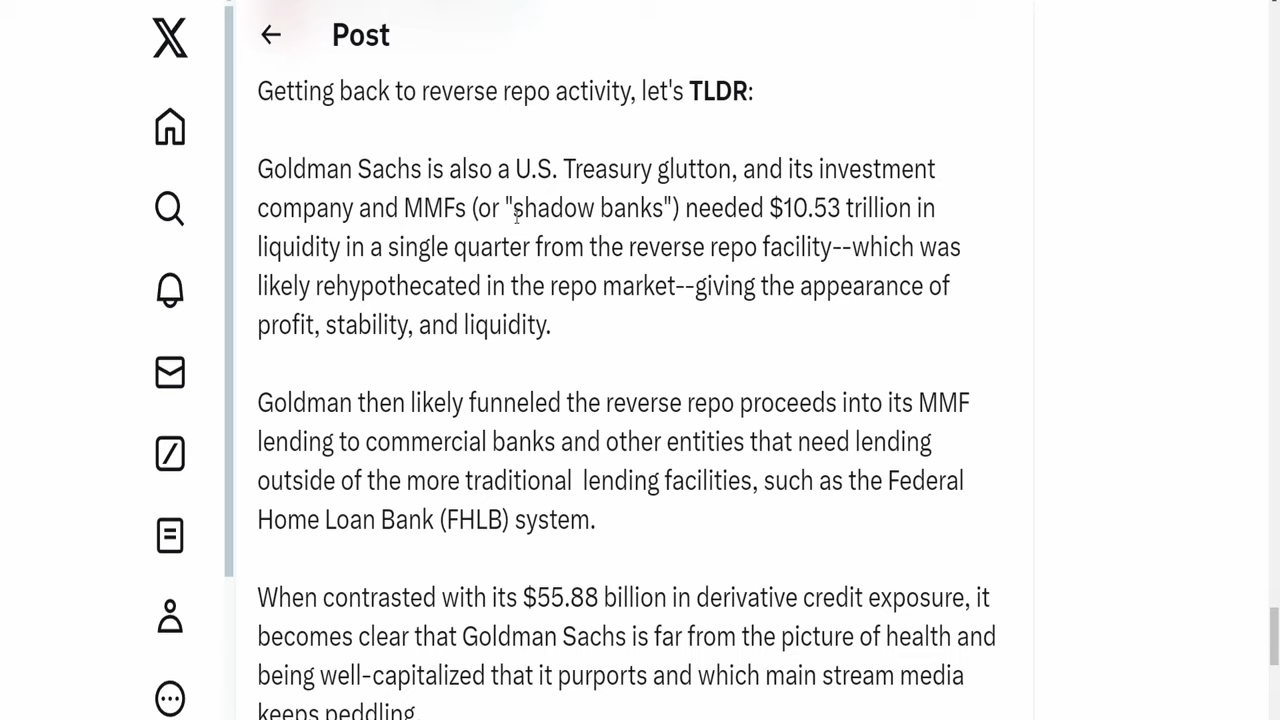 Post
Getting back to reverse repo activity, let's TLDR:
Goldman Sachs is also a U.S. Treasury glutton, and its investment
company and MMFs (or "shadow banks") needed $10.53 trillion in
liquidity in a single quarter from the reverse repo facility--which was
likely rehypothecated in the repo market--giving the appearance of
profit, stability, and liquidity.
Goldman then likely funneled the reverse repo proceeds into its MMF
lending to commercial banks and other entities that need lending
outside of the more traditional  lending facilities, such as the Federal
Home Loan Bank (FHLB) system.
When contrasted with its $55.88 billion in derivative credit exposure, it
becomes clear that Goldman Sachs is far from the picture of health and
being well-capitalized that it purports and which main stream media
keeps peddling.